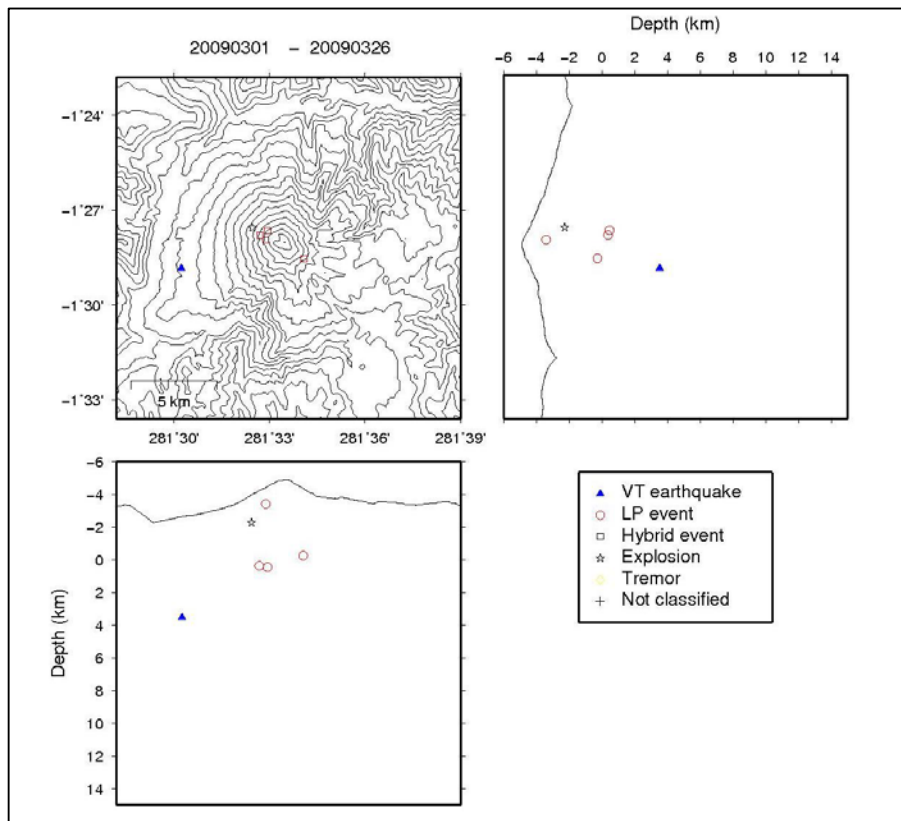 20090301 – 20090326
Depth (km)
-6 -4 -2 0 2 4 6 8 10 12 14
-1°24'
-1°27'
-1°30'
-1°33'
5 km
281°30' 281°33' 281°36' 281°39'
-6
-4
-2
0
2
4
6
8
10
12
14
Depth (km)
VT earthquake
LP event
Hybrid event
Explosion
Tremor
Not classified